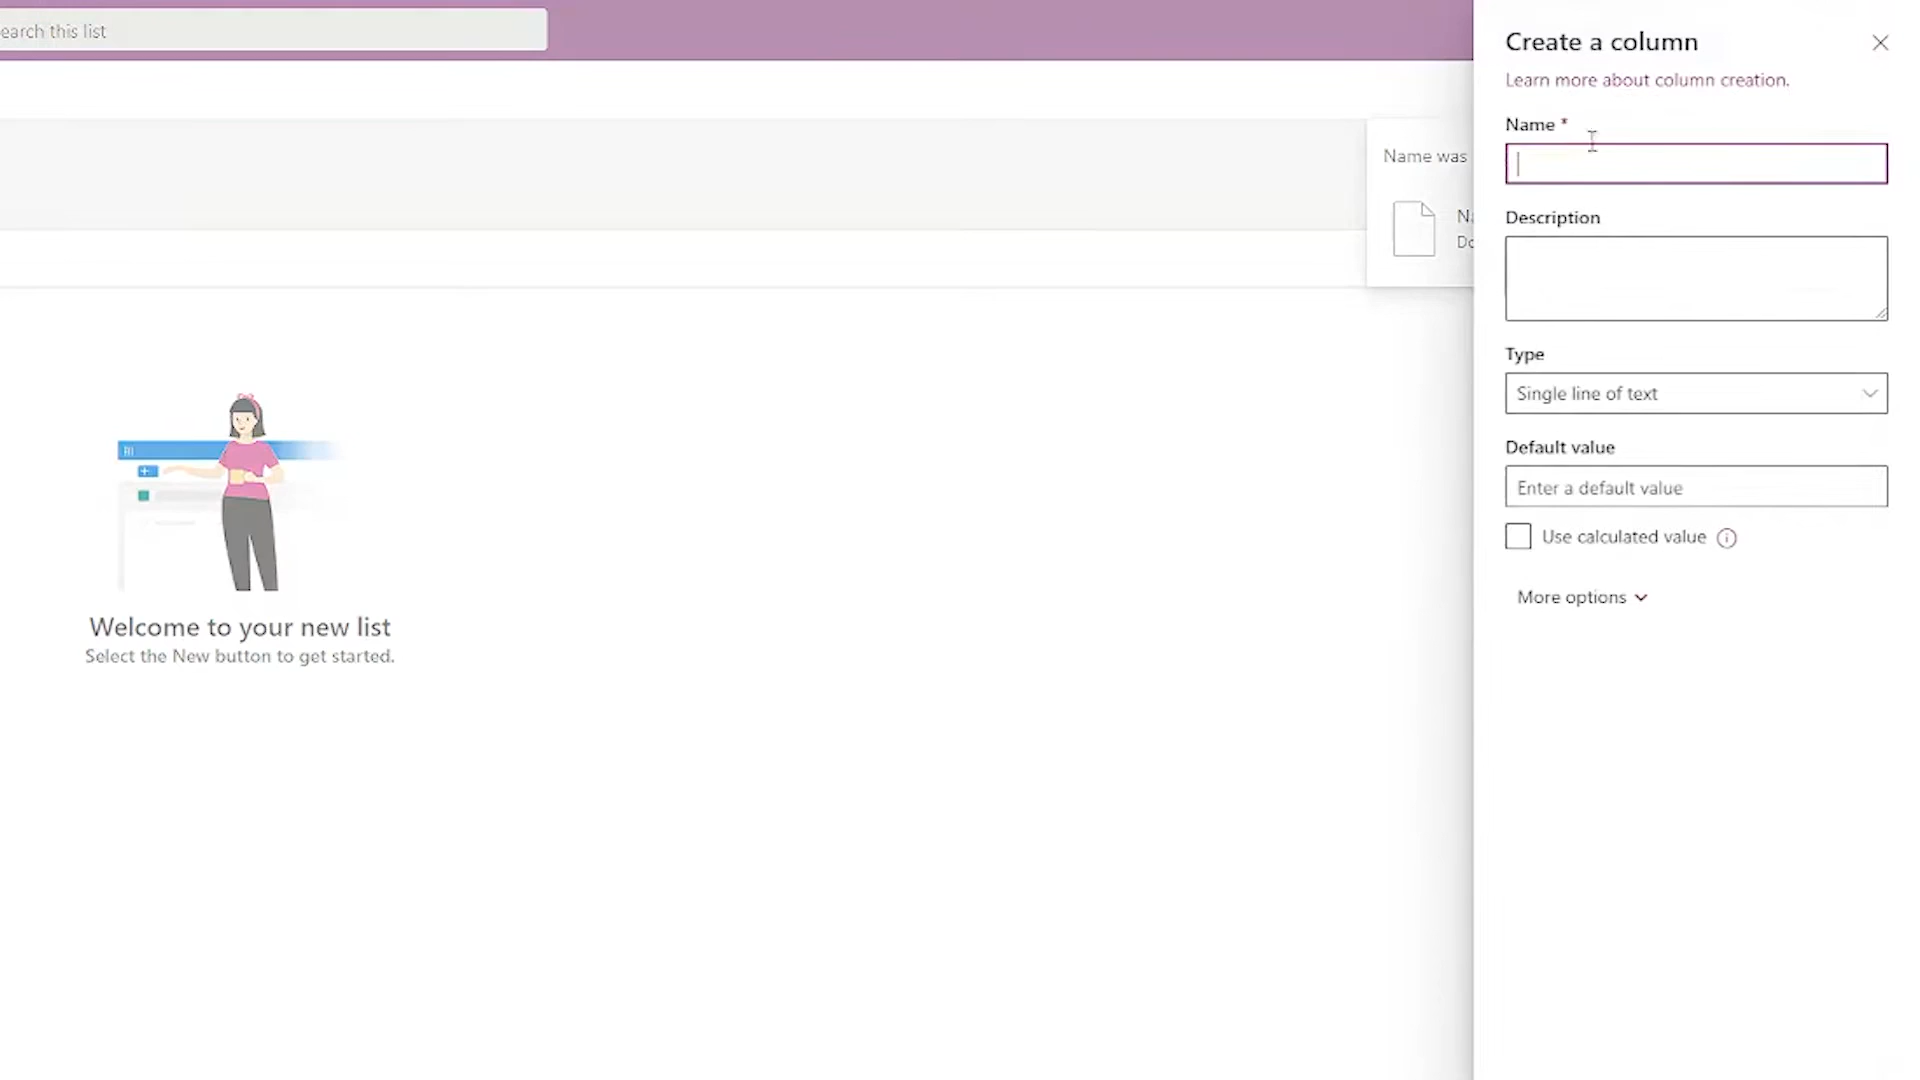 earch this list
Name was
Welcome to your new list
Select the New button to get started.
Create a column
Learn more about column creation.
Name *
Description
Type
Single line of text
Default value
Enter a default value
Use calculated value
More options